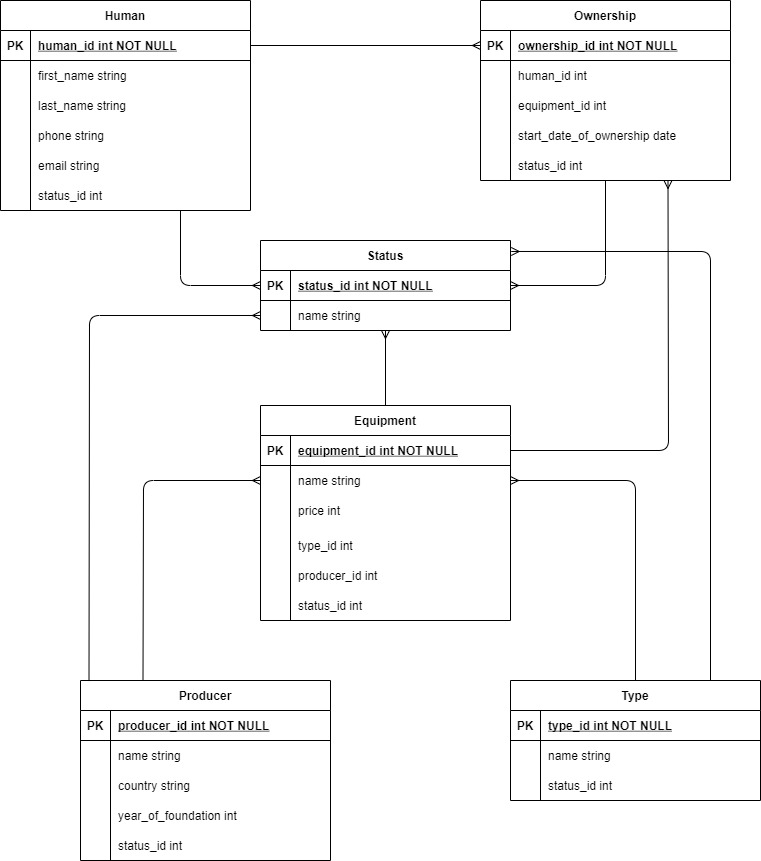 Human
PK human_id int NOT NULL
first_name string
last_name string
phone string
email string
status_id int
Ownership
PK ownership_id int NOT NULL
human_id int
equipment_id int
start_date_of_ownership date
status_id int
Status
PK status_id int NOT NULL
name string
Equipment
PK equipment_id int NOT NULL
name string
price int
type_id int
producer_id int
status_id int
Producer
PK producer_id int NOT NULL
name string
country string
year_of_foundation int
status_id int
Type
PK type_id int NOT NULL
name string
status_id int